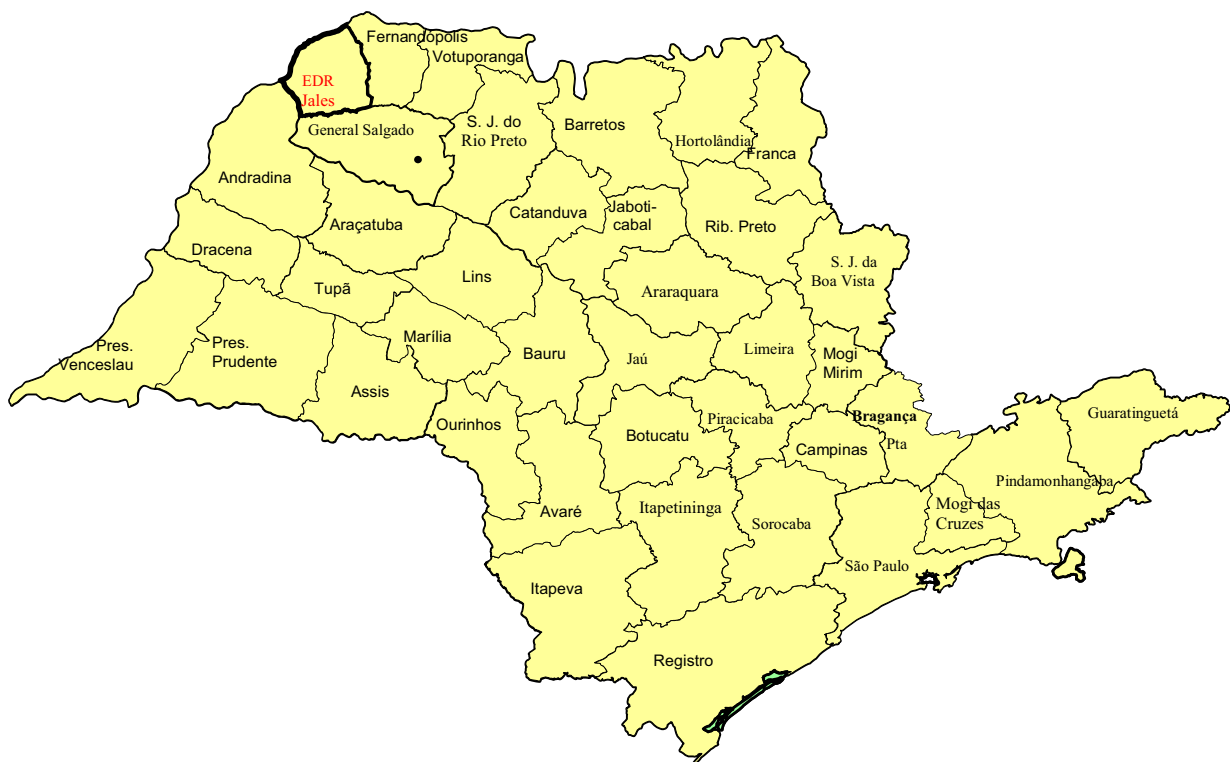 Fernandópolis
Votuporanga
EDR
Jales
General Salgado
S. J. do
Rio Preto
Barretos
Hortolândia
Franca
Andradina
Catanduva
Jaboti-
cabal
Rib. Preto
Araçatuba
Dracena
S. J. da
Boa Vista
Lins
Tupã
Araraquara
Pres.
Venceslau
Pres.
Prudente
Marília
Bauru
Jaú
Limeira
Mogi
Mirim
Assis
Ourinhos
Botucatu
Piracicaba
Bragança
Pta
Guaratinguetá
Campinas
Pindamonhangaba
Avaré
Itapetininga
Sorocaba
Mogi das
Cruzes
São Paulo
Itapeva
Registro